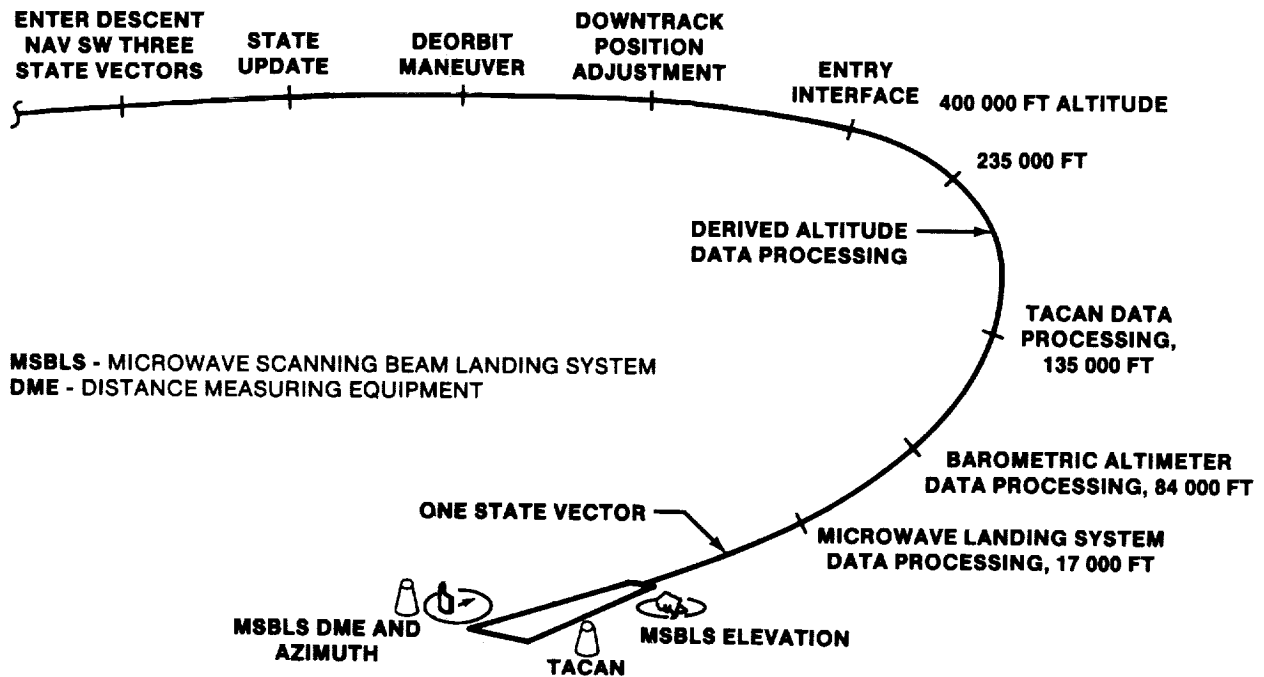 ENTER DESCENT
NAV SW THREE
STATE VECTORS
STATE
UPDATE
DEORBIT
MANEUVER
DOWNTRACK
POSITION
ADJUSTMENT
ENTRY
INTERFACE
400 000 FT ALTITUDE
235 000 FT
DERIVED ALTITUDE
DATA PROCESSING
TACAN DATA
PROCESSING,
135 000 FT
MSBLS - MICROWAVE SCANNING BEAM LANDING SYSTEM
DME - DISTANCE MEASURING EQUIPMENT
BAROMETRIC ALTIMETER
DATA PROCESSING, 84 000 FT
ONE STATE VECTOR
MICROWAVE LANDING SYSTEM
DATA PROCESSING, 17 000 FT
MSBLS DME AND
AZIMUTH
MSBLS ELEVATION
TACAN